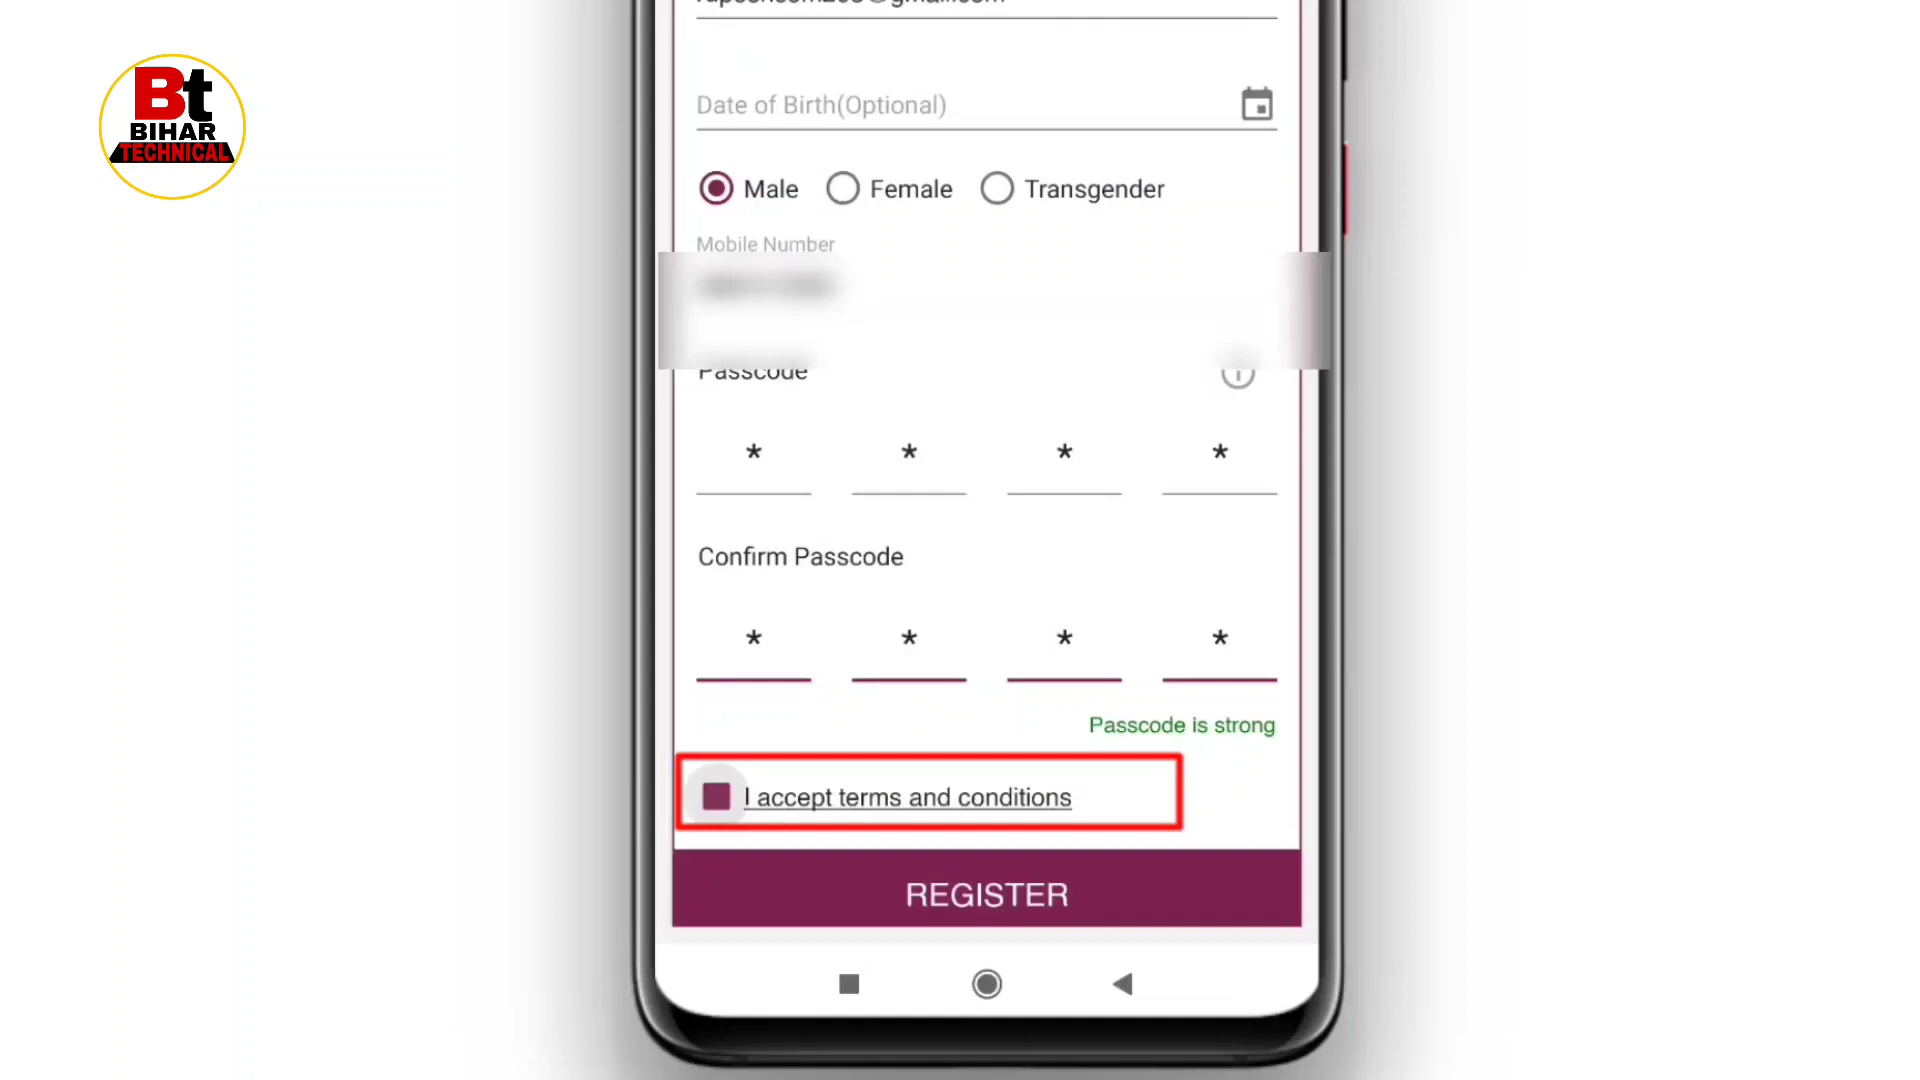 Bt
BIHAR
TECHNICAL
Date of Birth(Optional)
Male Female Transgender
Mobile Number
Passcode
* * * *
Confirm Passcode
* * * *
Passcode is strong
I accept terms and conditions
REGISTER